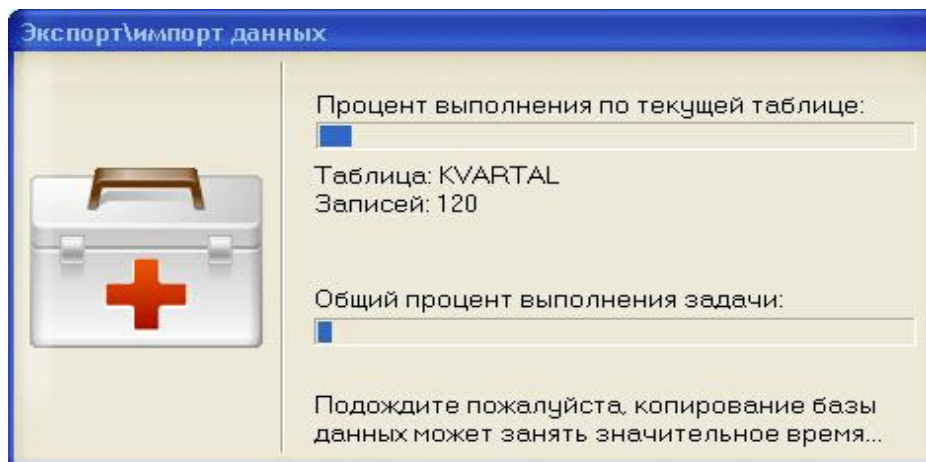 Экспорт\импорт данных
Процент выполнения по текущей таблице:
Таблица: KVARTAL
Записей: 120
Общий процент выполнения задачи:
Подождите пожалуйста, копирование базы
данных может занять значительное время...